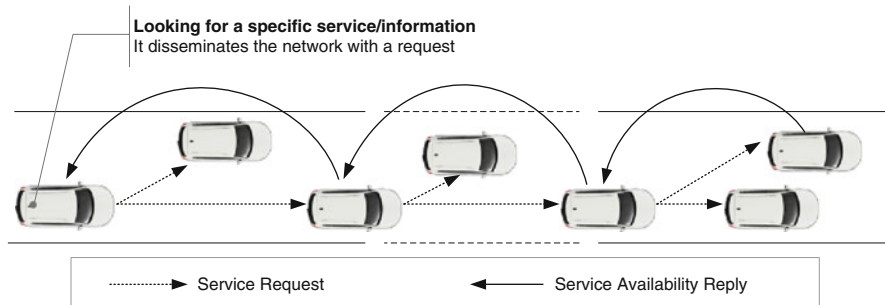 Looking for a specific service/information
It disseminates the network with a request
Service Request
Service Availability Reply